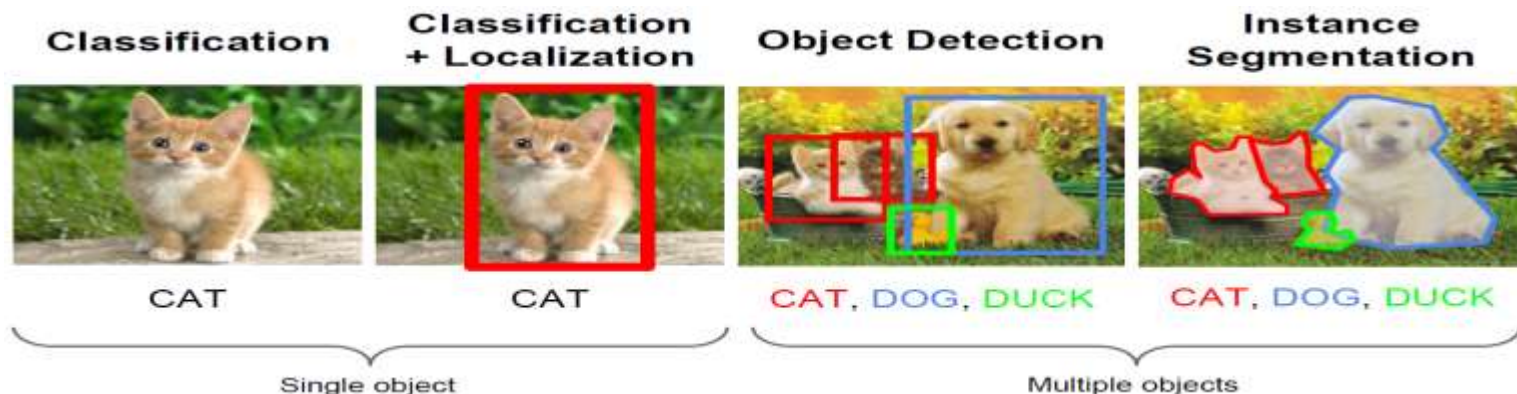 Classification
Classification
+ Localization
Object Detection
Instance
Segmentation
CAT
CAT
CAT, DOG, DUCK
CAT, DOG, DUCK
Single object
Multiple objects